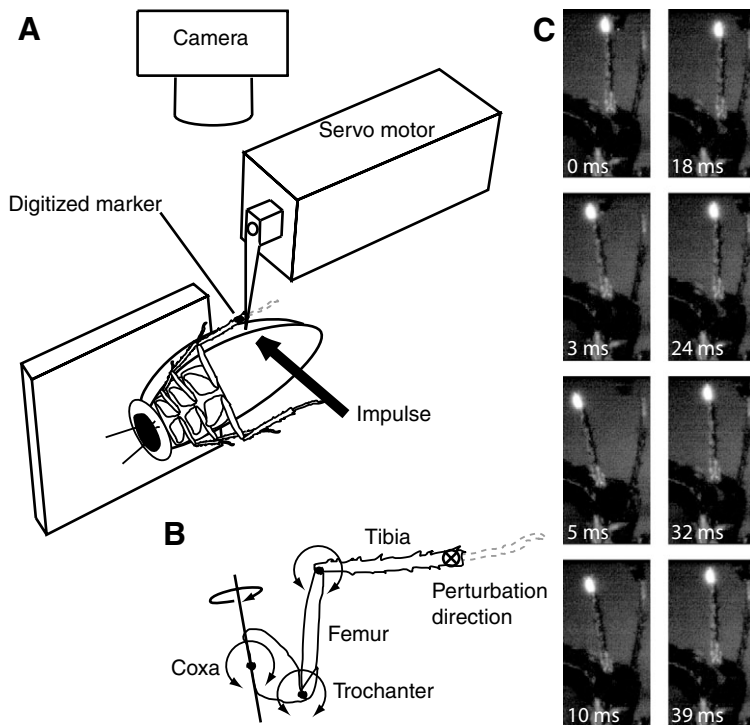 A
Camera
Servo motor
Digitized marker
Impulse
B
Tibia
Perturbation
direction
Femur
Coxa
Trochanter
C
0 ms
18 ms
3 ms
24 ms
5 ms
32 ms
10 ms
39 ms